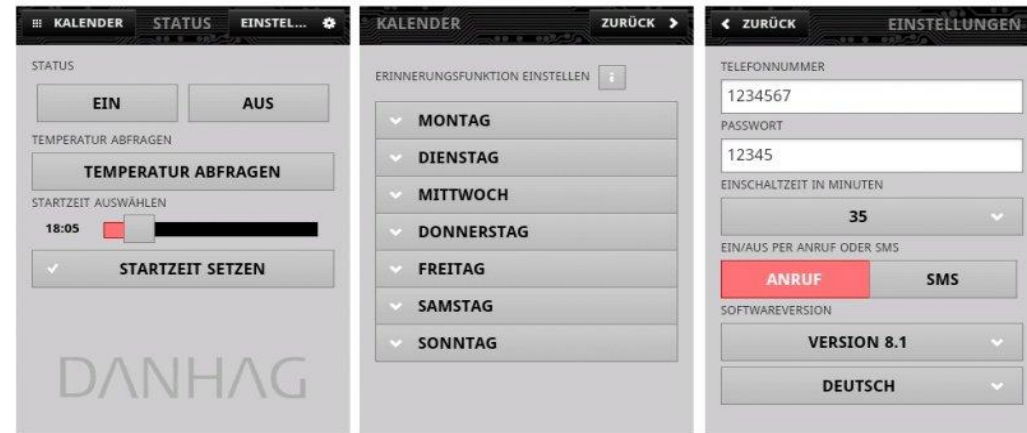 KALENDER STATUS EINSTEL...
STATUS
EIN AUS
TEMPERATUR ABFRAGEN
TEMPERATUR ABFRAGEN
STARTZEIT AUSWÄHLEN
18:05
STARTZEIT SETZEN
DANHAG
KALENDER ZURÜCK
ERINNERUNGSFUNKTION EINSTELLEN i
MONTAG
DIENSTAG
MITTWOCH
DONNERSTAG
FREITAG
SAMSTAG
SONNTAG
ZURÜCK EINSTELLUNGEN
TELEFONNUMMER
1234567
PASSWORT
12345
EINSCHALTZEIT IN MINUTEN
35
EIN/AUS PER ANRUF ODER SMS
ANRUF SMS
SOFTWAREVERSION
VERSION 8.1
DEUTSCH